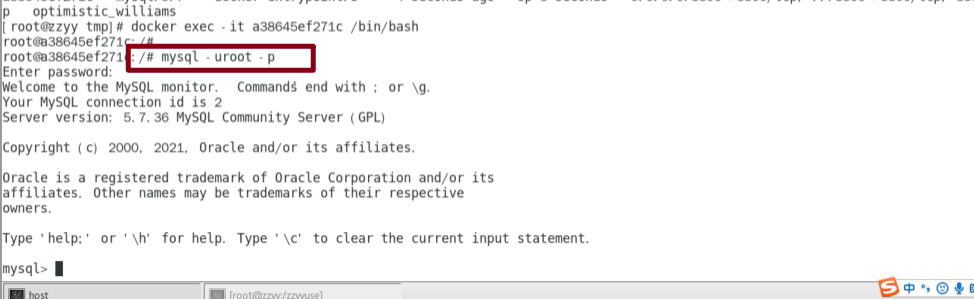 p   optimistic_williams
[root@zzyy tmp]# docker exec -it a38645ef271c /bin/bash
root@a38645ef271c:/#
root@a38645ef271c:/# mysql -uroot -p
Enter password:
Welcome to the MySQL monitor.  Commands end with ; or \g.
Your MySQL connection id is 2
Server version: 5.7.36 MySQL Community Server (GPL)
Copyright (c) 2000, 2021, Oracle and/or its affiliates.
Oracle is a registered trademark of Oracle Corporation and/or its
affiliates. Other names may be trademarks of their respective
owners.
Type 'help;' or '\h' for help. Type '\c' to clear the current input statement.
mysql>
host [root@zzyy:/zzyyuse] S 中